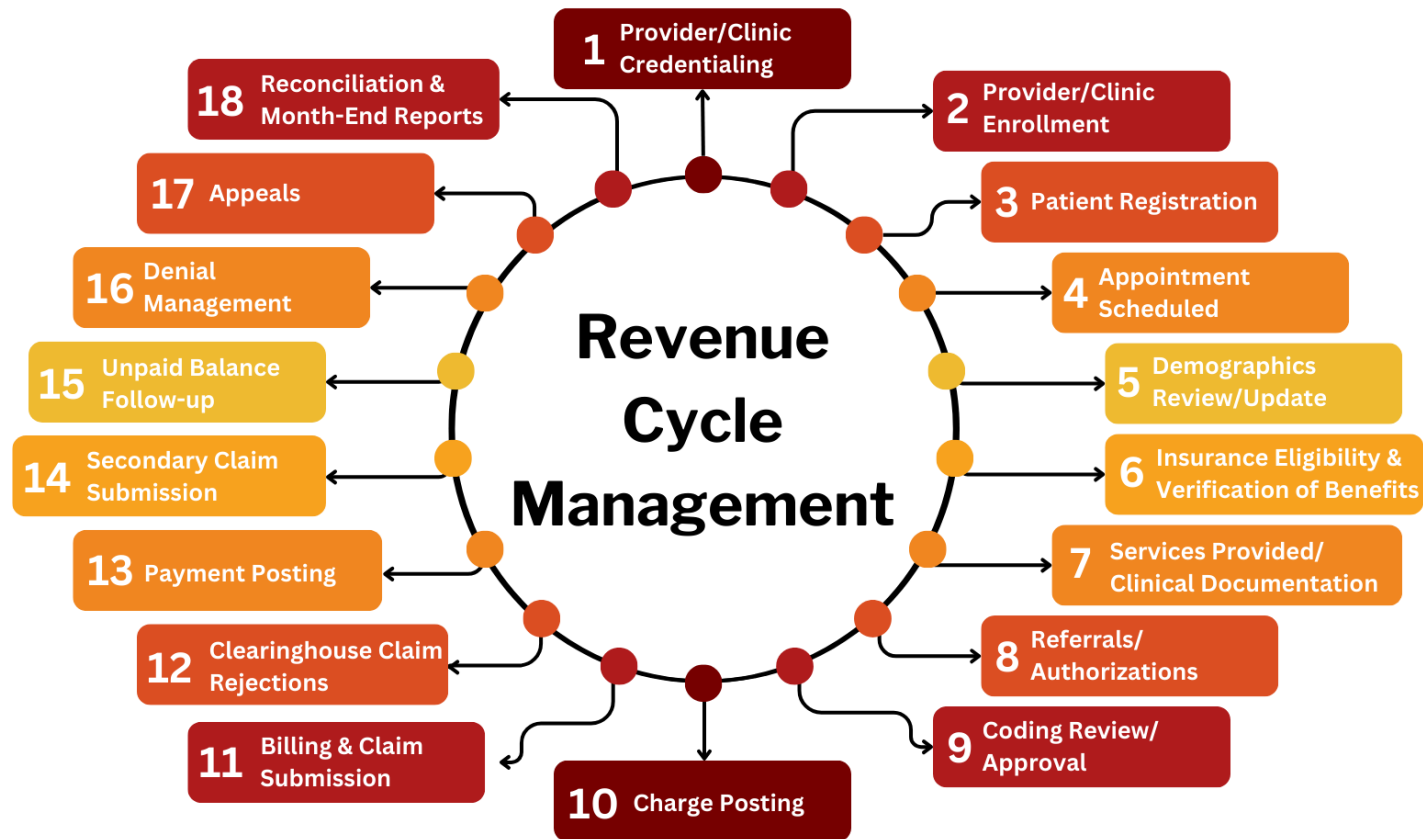 Revenue
Cycle
Management
1 Provider/Clinic
Credentialing
2 Provider/Clinic
Enrollment
3 Patient Registration
4 Appointment
Scheduled
5 Demographics
Review/Update
6 Insurance Eligibility &
Verification of Benefits
7 Services Provided/
Clinical Documentation
8 Referrals/
Authorizations
9 Coding Review/
Approval
10 Charge Posting
11 Billing & Claim
Submission
12 Clearinghouse Claim
Rejections
13 Payment Posting
14 Secondary Claim
Submission
15 Unpaid Balance
Follow-up
16 Denial
Management
17 Appeals
18 Reconciliation &
Month-End Reports